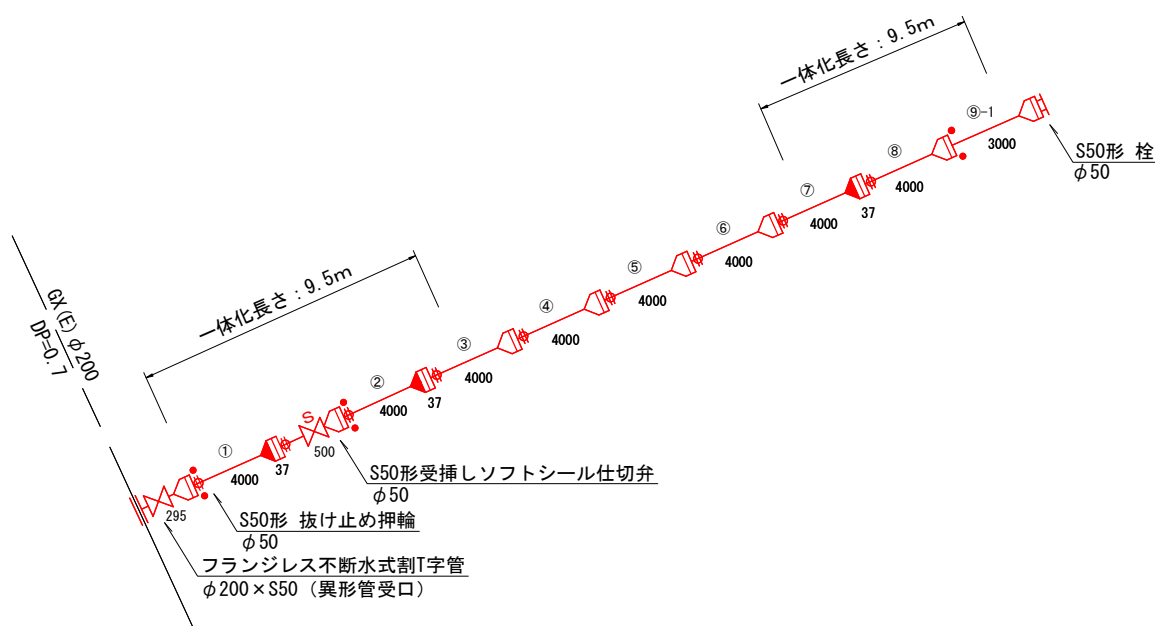 一体化長さ：9.5m
⑨-1
3000
S50形 栓
φ50
⑧
4000
37
⑦
4000
⑥
4000
⑤
4000
④
4000
③
4000
一体化長さ：9.5m
②
4000
37
GX(E)φ200
DP=0.7
S
500
①
4000
37
S50形受挿しソフトシール仕切弁
φ50
295
S50形 抜け止め押輪
φ50
フランジレス不断水式割T字管
φ200×S50（異形管受口）